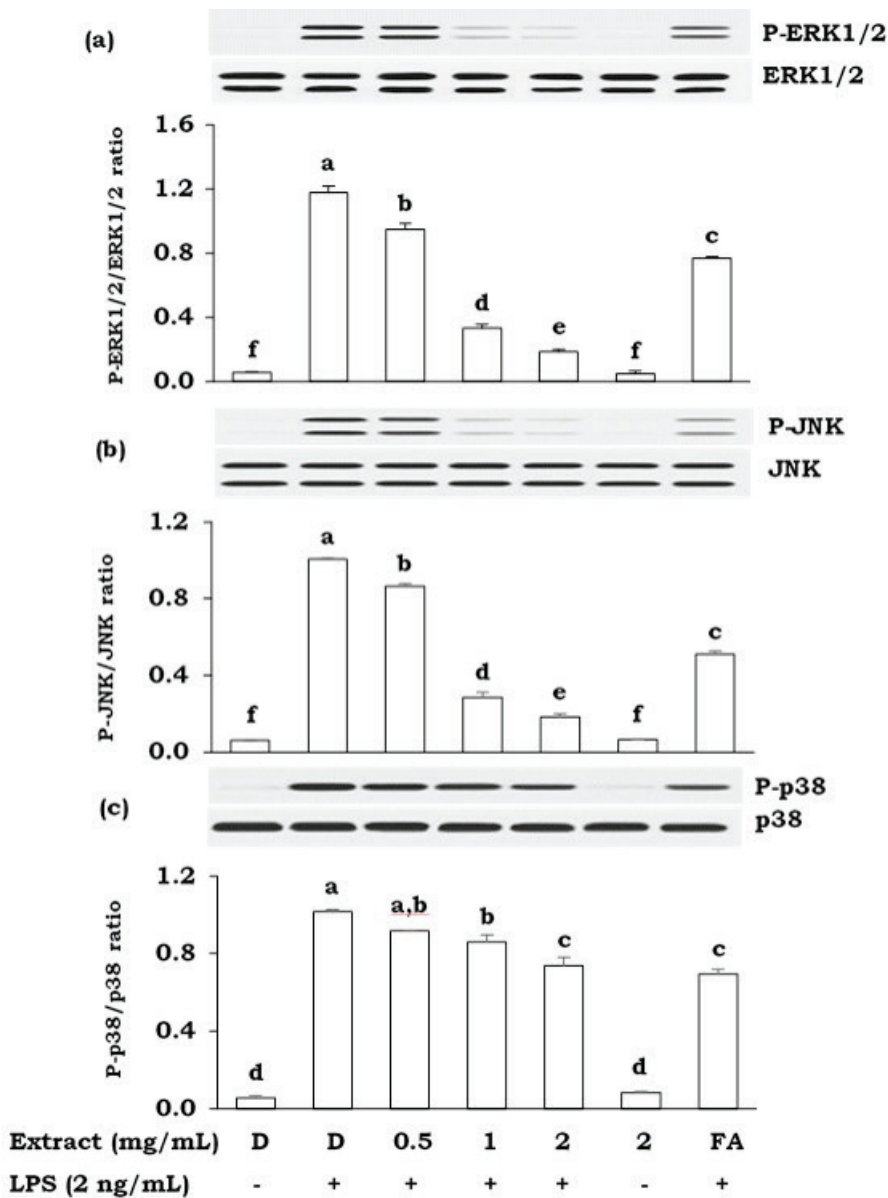 (a)
P-ERK1/2
ERK1/2
P-ERK1/2/ERK1/2 ratio
1.6
1.2
0.8
0.4
0.0
f a b d e f c
(b)
P-JNK
JNK
P-JNK/JNK ratio
1.2
0.8
0.4
0.0
f a b d e f c
(c)
P-p38
p38
P-p38/p38 ratio
1.2
0.8
0.4
0.0
d a a,b b c d c
Extract (mg/mL) D D 0.5 1 2 2 FA
LPS (2 ng/mL) - + + + + - +